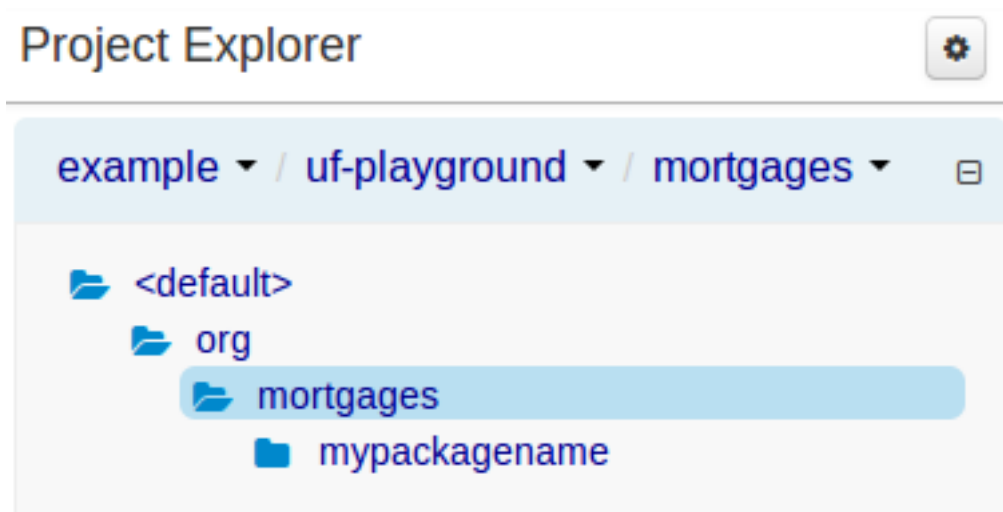 Project Explorer
example / uf-playground / mortgages
<default>
org
mortgages
mypackagename